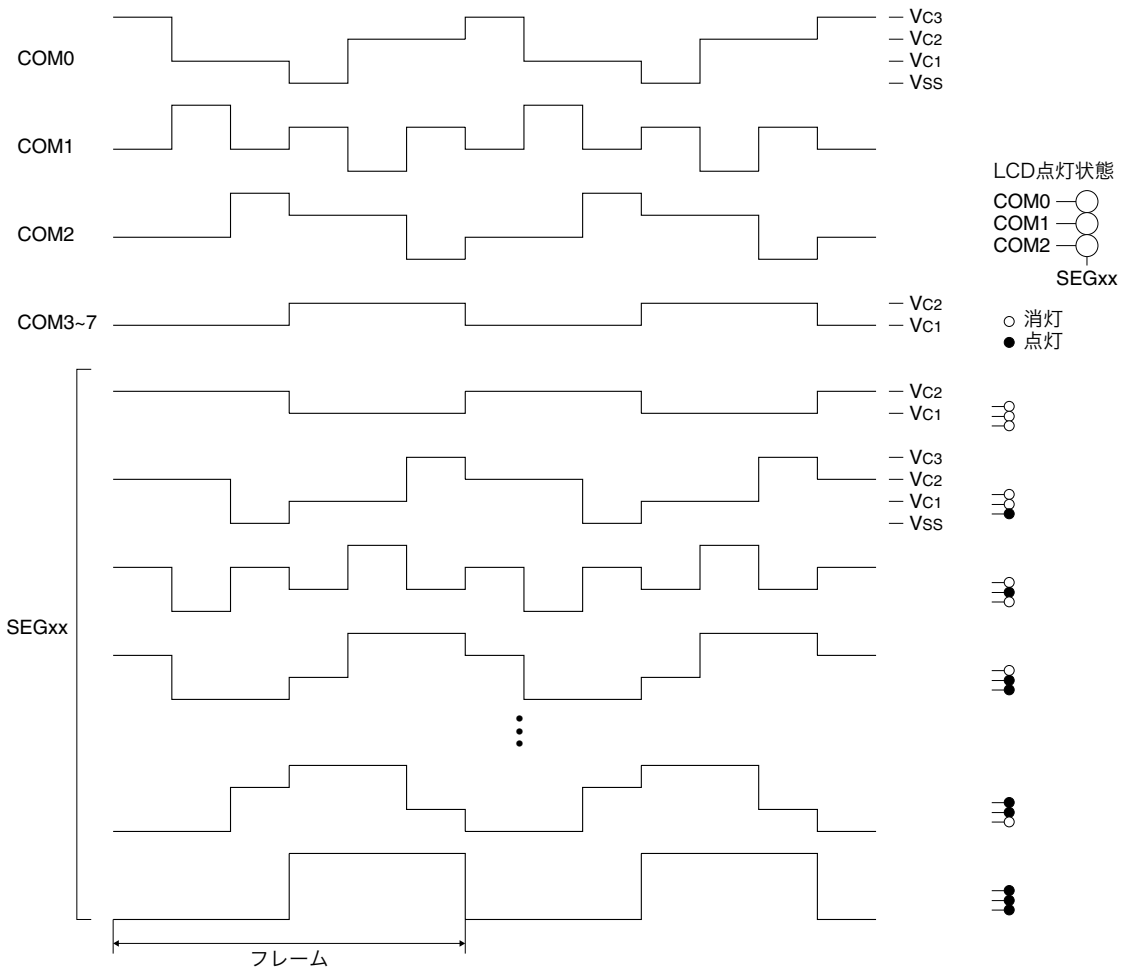 COM0
VC3
VC2
VC1
VSS
COM1
COM2
LCD点灯状態
COM0
COM1
COM2
SEGxx
COM3~7
VC2
VC1
消灯
点灯
VC2
VC1
VC3
VC2
VC1
VSS
SEGxx
フレーム